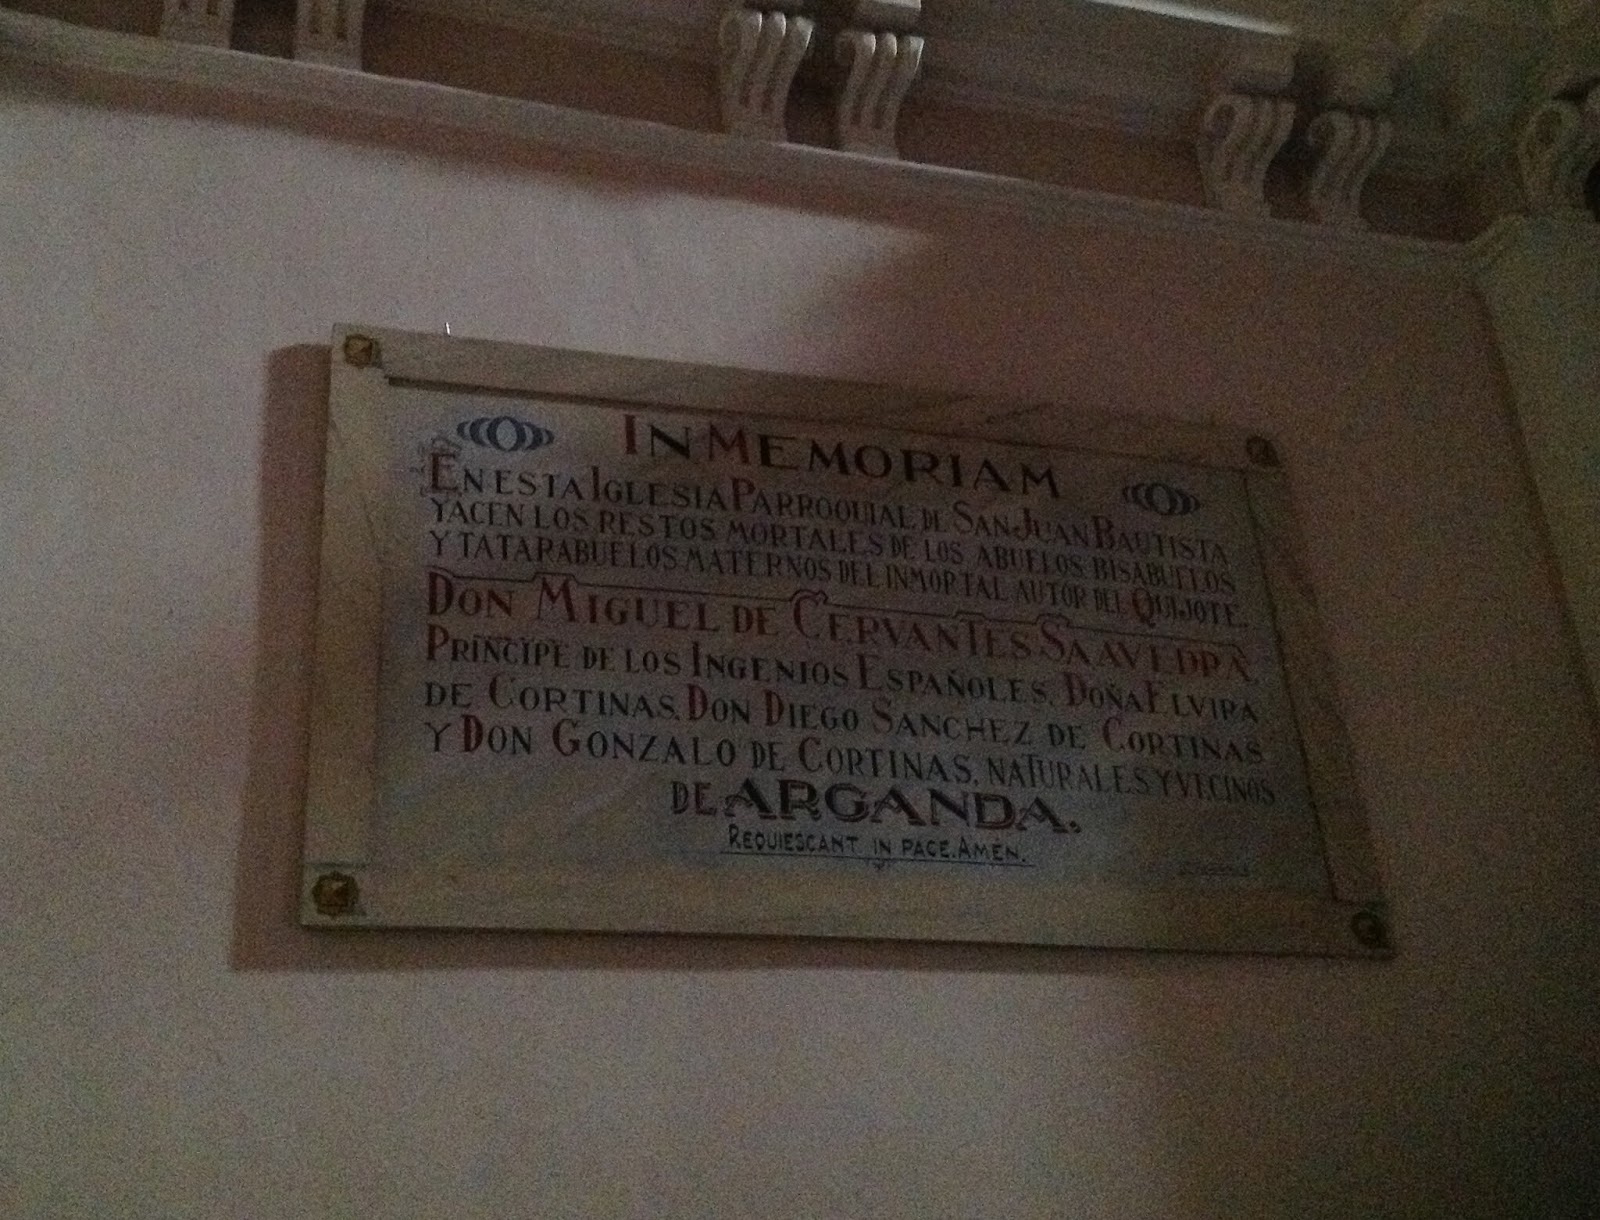 IN MEMORIAM
EN ESTA IGLESIA PARROQUIAL DE SAN JUAN BAUTISTA
YACEN LOS RESTOS MORTALES DE LOS ABUELOS, BISABUELOS
Y TATARABUELOS MATERNOS DEL INMORTAL AUTOR DEL QUIJOTE.
DON MIGUEL DE CERVANTES SAAVEDRA,
PRÍNCIPE DE LOS INGENIOS ESPAÑOLES, DOÑA ELVIRA
DE CORTINAS, DON DIEGO SANCHEZ DE CORTINAS
Y DON GONZALO DE CORTINAS, NATURALES Y VECINOS
DE ARGANDA.
REQUIESCANT IN PACE. AMEN.